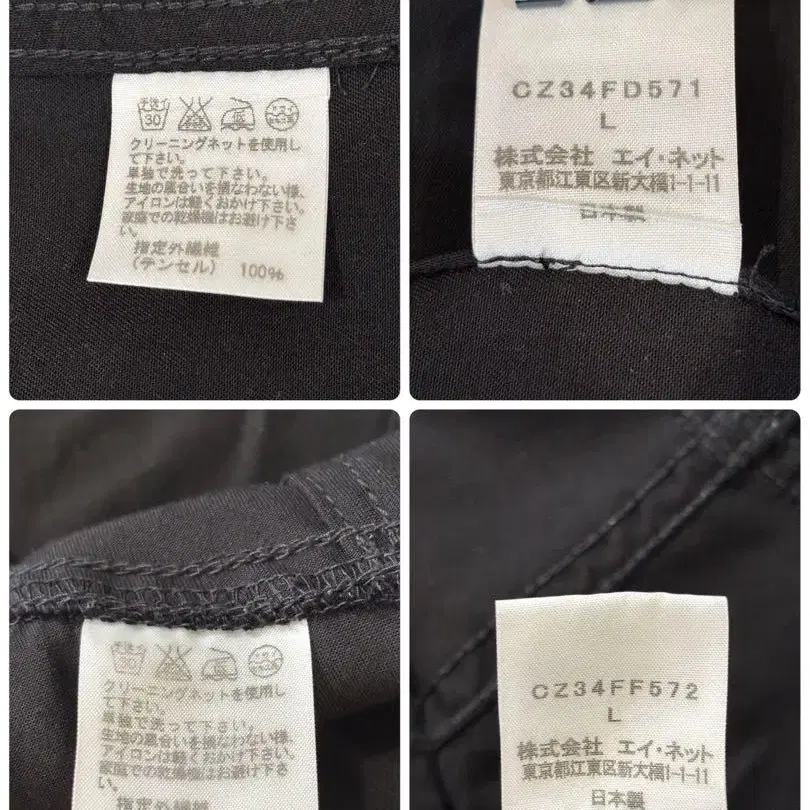 手洗イ
30
低
クリーニングネットを使用し
て下さい。
単独で洗って下さい。
生地の風合いを損なわない様、
アイロンは軽くおかけ下さい。
家庭での乾燥機はお避け下さ
い。
指定外繊維
(テンセル) 100%
CZ34FD571
L
株式会社 エイ・ネット
東京都江東区新大橋1-1-11
日本製
手洗イ
30
低
クリーニングネットを使用し
て下さい。
単独で洗って下さい。
生地の風合いを損なわない様、
アイロンは軽くおかけ下さい。
家庭での乾燥機はお避け下さ
い。
指定外繊維
CZ34FF572
L
株式会社 エイ・ネット
東京都江東区新大橋1-1-11
日本製